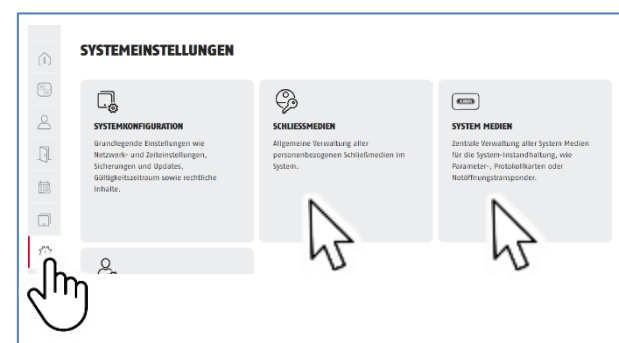 SYSTEMEINSTELLUNGEN
SYSTEMKONFIGURATION
Grundlegende Einstellungen wie
Netzwerk- und Zeiteinstellungen,
Sicherungen und Updates,
Gültigkeitszeitraum sowie rechtliche
Inhalte.
SCHLIESSMEDIEN
Allgemeine Verwaltung aller
personenbezogenen Schließmedien im
System.
SYSTEM MEDIEN
Zentrale Verwaltung aller System Medien
für die System-Instandhaltung, wie
Parameter-, Protokollkarten oder
Notöffnungstransponder.